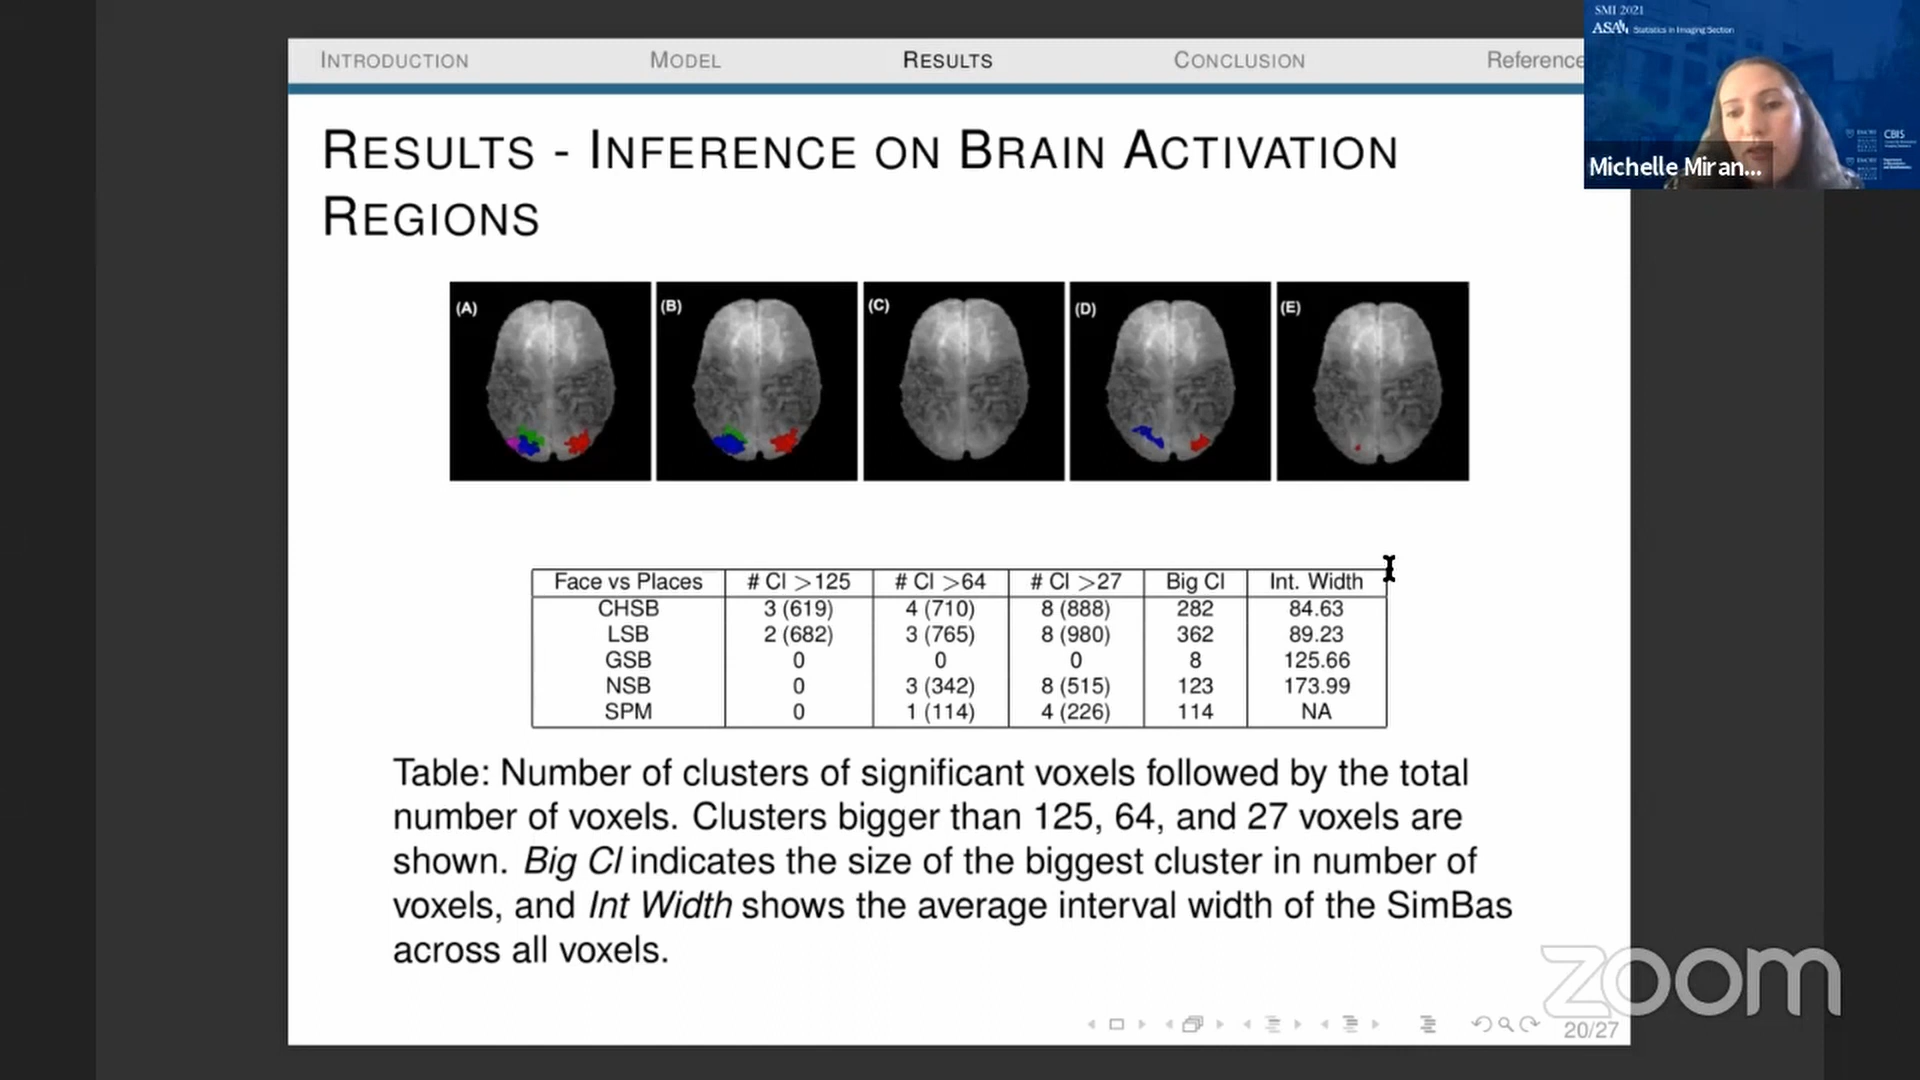 INTRODUCTION MODEL RESULTS CONCLUSION Reference
SMI 2021
ASA Statistics in Imaging Section
CBIS
Michelle Miran...
RESULTS - INFERENCE ON BRAIN ACTIVATION
REGIONS
(A) (B) (C) (D) (E)
Face vs Places # Cl >125 # Cl >64 # Cl >27 Big Cl Int. Width
CHSB 3 (619) 4 (710) 8 (888) 282 84.63
LSB 2 (682) 3 (765) 8 (980) 362 89.23
GSB 0 0 0 8 125.66
NSB 0 3 (342) 8 (515) 123 173.99
SPM 0 1 (114) 4 (226) 114 NA
Table: Number of clusters of significant voxels followed by the total
number of voxels. Clusters bigger than 125, 64, and 27 voxels are
shown. Big Cl indicates the size of the biggest cluster in number of
voxels, and Int Width shows the average interval width of the SimBas
across all voxels.
zoom
20/27